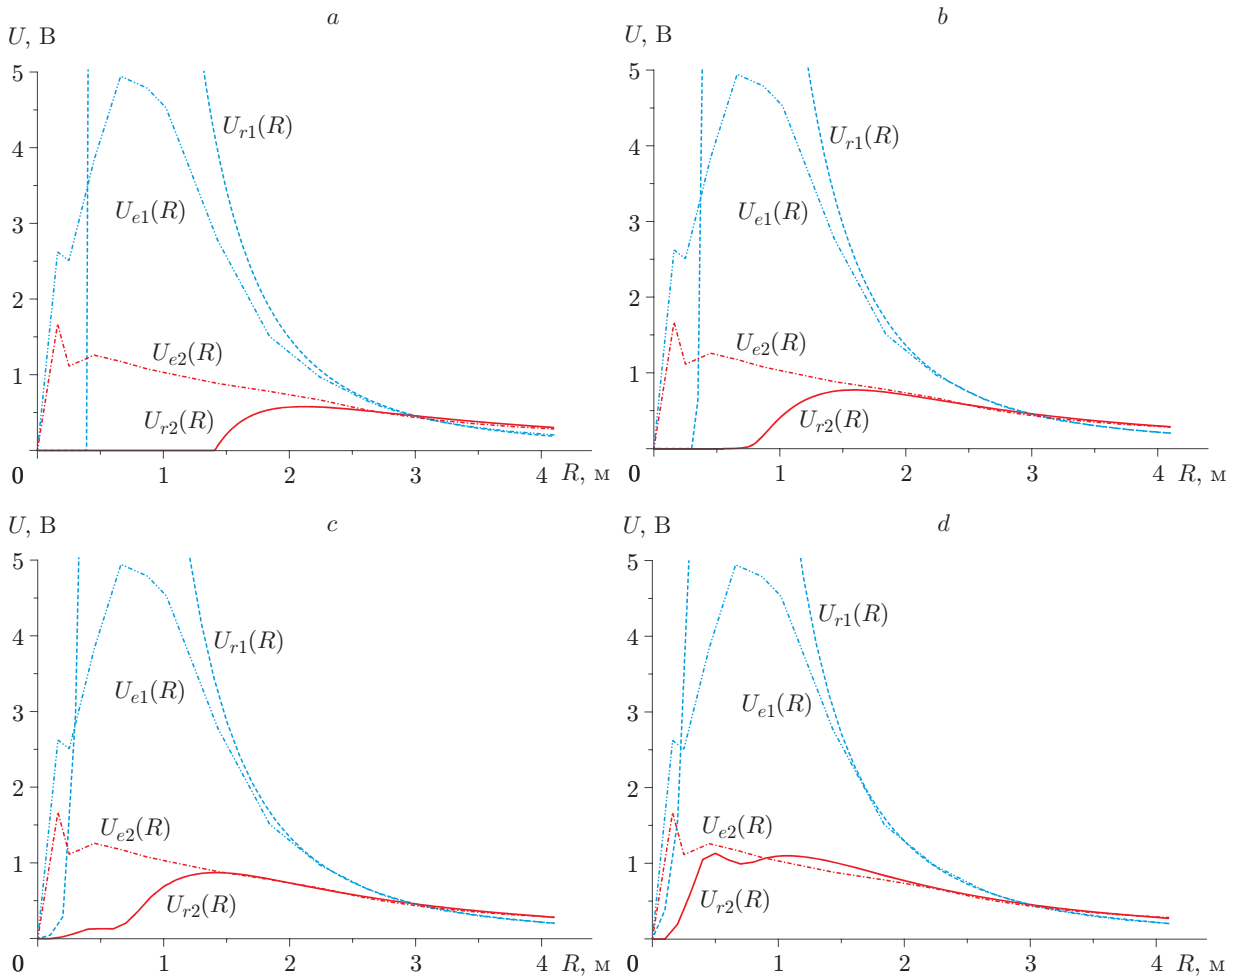 a
U, В
5
4
3
2
1
0
U_{r1}(R)
U_{e1}(R)
U_{e2}(R)
U_{r2}(R)
1
2
3
4
R, м
b
U, В
5
4
3
2
1
0
U_{r1}(R)
U_{e1}(R)
U_{e2}(R)
U_{r2}(R)
1
2
3
4
R, м
c
U, В
5
4
3
2
1
0
U_{r1}(R)
U_{e1}(R)
U_{e2}(R)
U_{r2}(R)
1
2
3
4
R, м
d
U, В
5
4
3
2
1
0
U_{r1}(R)
U_{e1}(R)
U_{e2}(R)
U_{r2}(R)
1
2
3
4
R, м